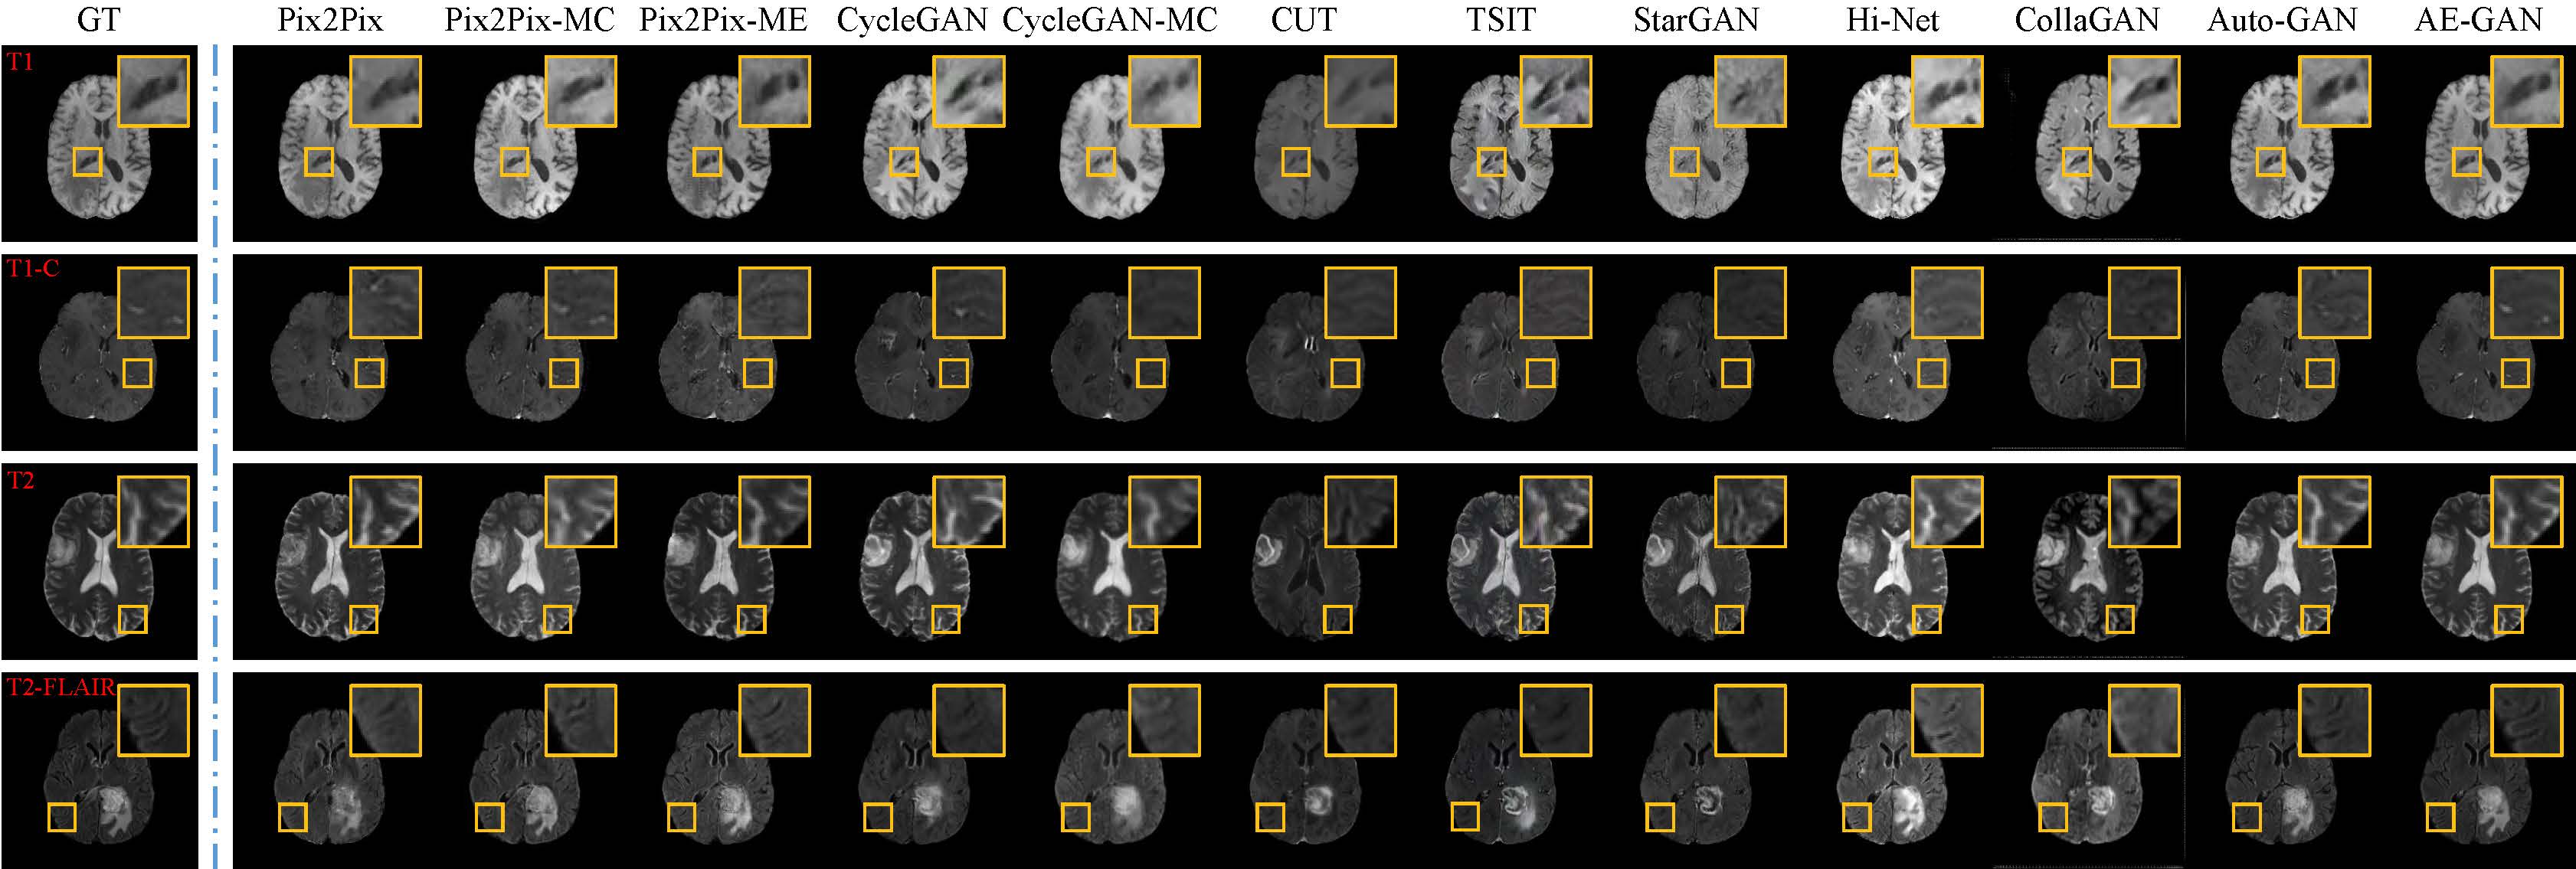 GT Pix2Pix Pix2Pix-MC Pix2Pix-ME CycleGAN CycleGAN-MC CUT TSIT StarGAN Hi-Net CollaGAN Auto-GAN AE-GAN
T1
T1-C
T2
T2-FLAIR